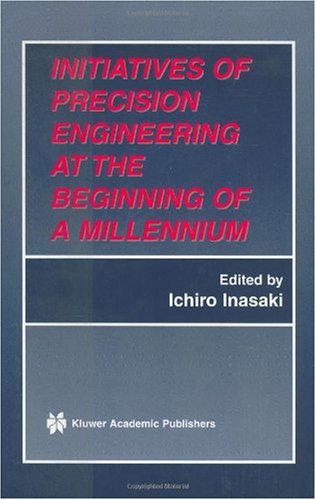 INITIATIVES OF
PRECISION
ENGINEERING
AT THE
BEGINNING OF
A MILLENNIUM
Edited by
Ichiro Inasaki
Kluwer Academic Publishers